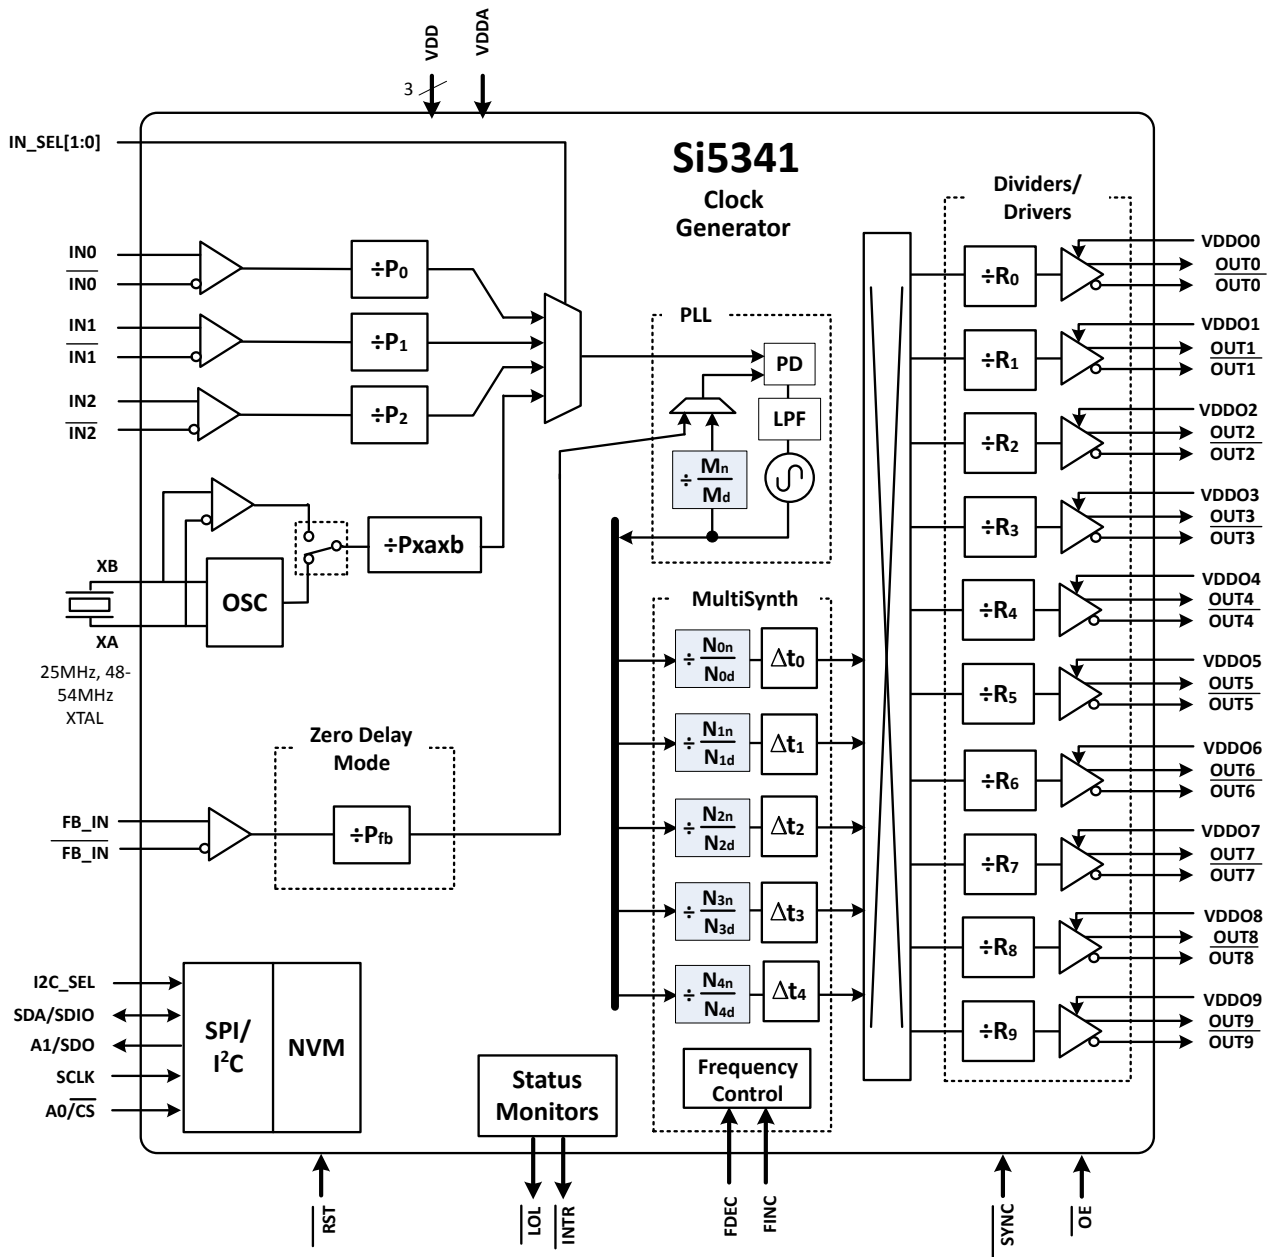 VDD
VDDA
3
IN_SEL[1:0]
Si5341
Clock
Generator
Dividers/
Drivers
IN0
IN0
÷P0
IN1
IN1
÷P1
IN2
IN2
÷P2
XB
XA
OSC
÷Pxaxb
25MHz, 48-
54MHz
XTAL
Zero Delay
Mode
FB_IN
FB_IN
÷Pfb
PLL
PD
LPF
÷ Mn
Md
MultiSynth
÷ N0n
N0d
Δt0
÷ N1n
N1d
Δt1
÷ N2n
N2d
Δt2
÷ N3n
N3d
Δt3
÷ N4n
N4d
Δt4
Frequency
Control
÷R0
VDDO0
OUT0
OUT0
÷R1
VDDO1
OUT1
OUT1
÷R2
VDDO2
OUT2
OUT2
÷R3
VDDO3
OUT3
OUT3
÷R4
VDDO4
OUT4
OUT4
÷R5
VDDO5
OUT5
OUT5
÷R6
VDDO6
OUT6
OUT6
÷R7
VDDO7
OUT7
OUT7
÷R8
VDDO8
OUT8
OUT8
÷R9
VDDO9
OUT9
OUT9
I2C_SEL
SDA/SDIO
A1/SDO
SCLK
A0/CS
SPI/
I²C
NVM
Status
Monitors
RST
LOL
INTR
FDEC
FINC
SYNC
OE